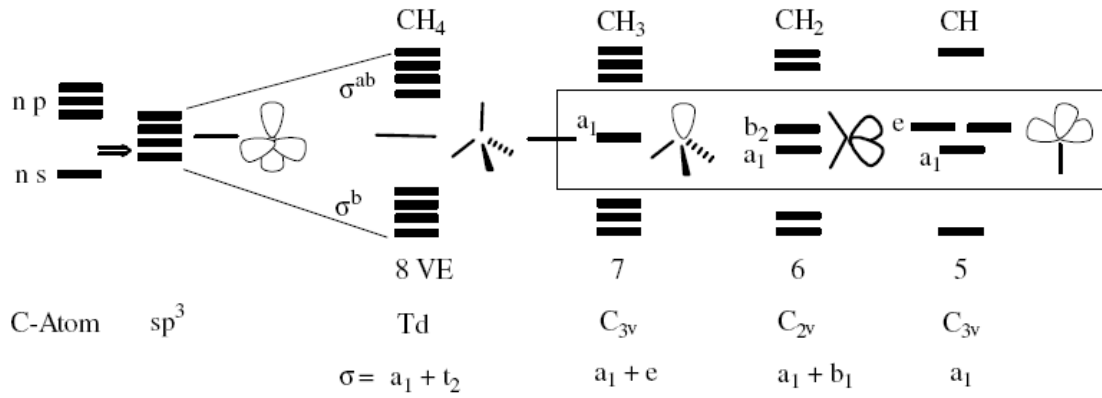 CH₄ CH₃ CH₂ CH
n p σᵃᵇ a₁ b₂ e
a₁ a₁
n s
σᵇ
8 VE 7 6 5
C-Atom sp³ Td C₃ᵥ C₂ᵥ C₃ᵥ
σ = a₁ + t₂ a₁ + e a₁ + b₁ a₁